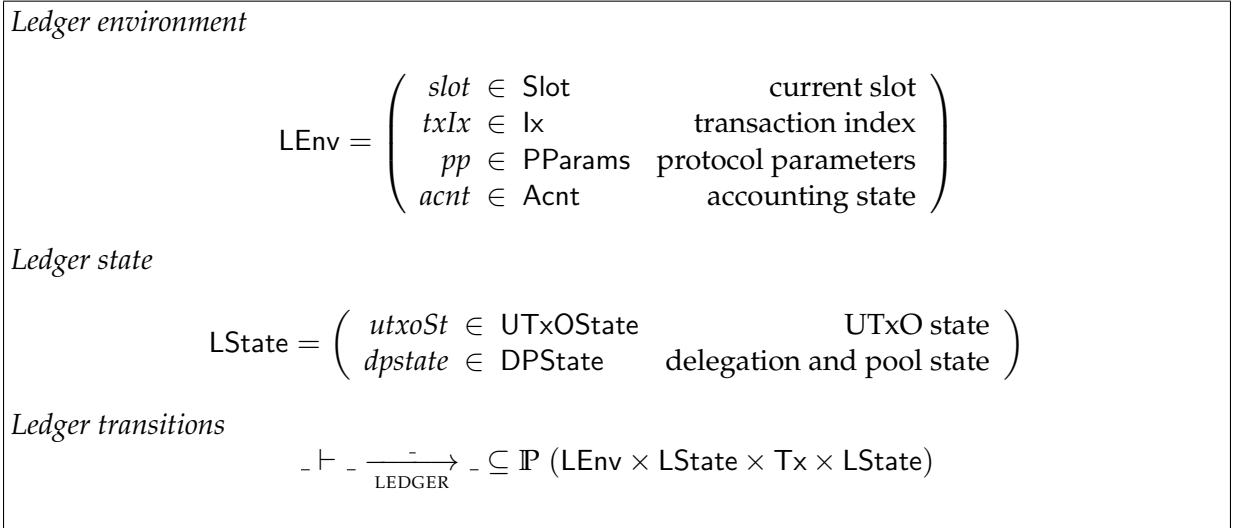 Ledger environment
LEnv = ( slot ∈ Slot current slot
txIx ∈ Ix transaction index
pp ∈ PParams protocol parameters
acnt ∈ Acnt accounting state )
Ledger state
LState = ( utxoSt ∈ UTxOState UTxO state
dpstate ∈ DPState delegation and pool state )
Ledger transitions
_ ⊢ _ —_→ LEDGER _ ⊆ ℙ (LEnv × LState × Tx × LState)